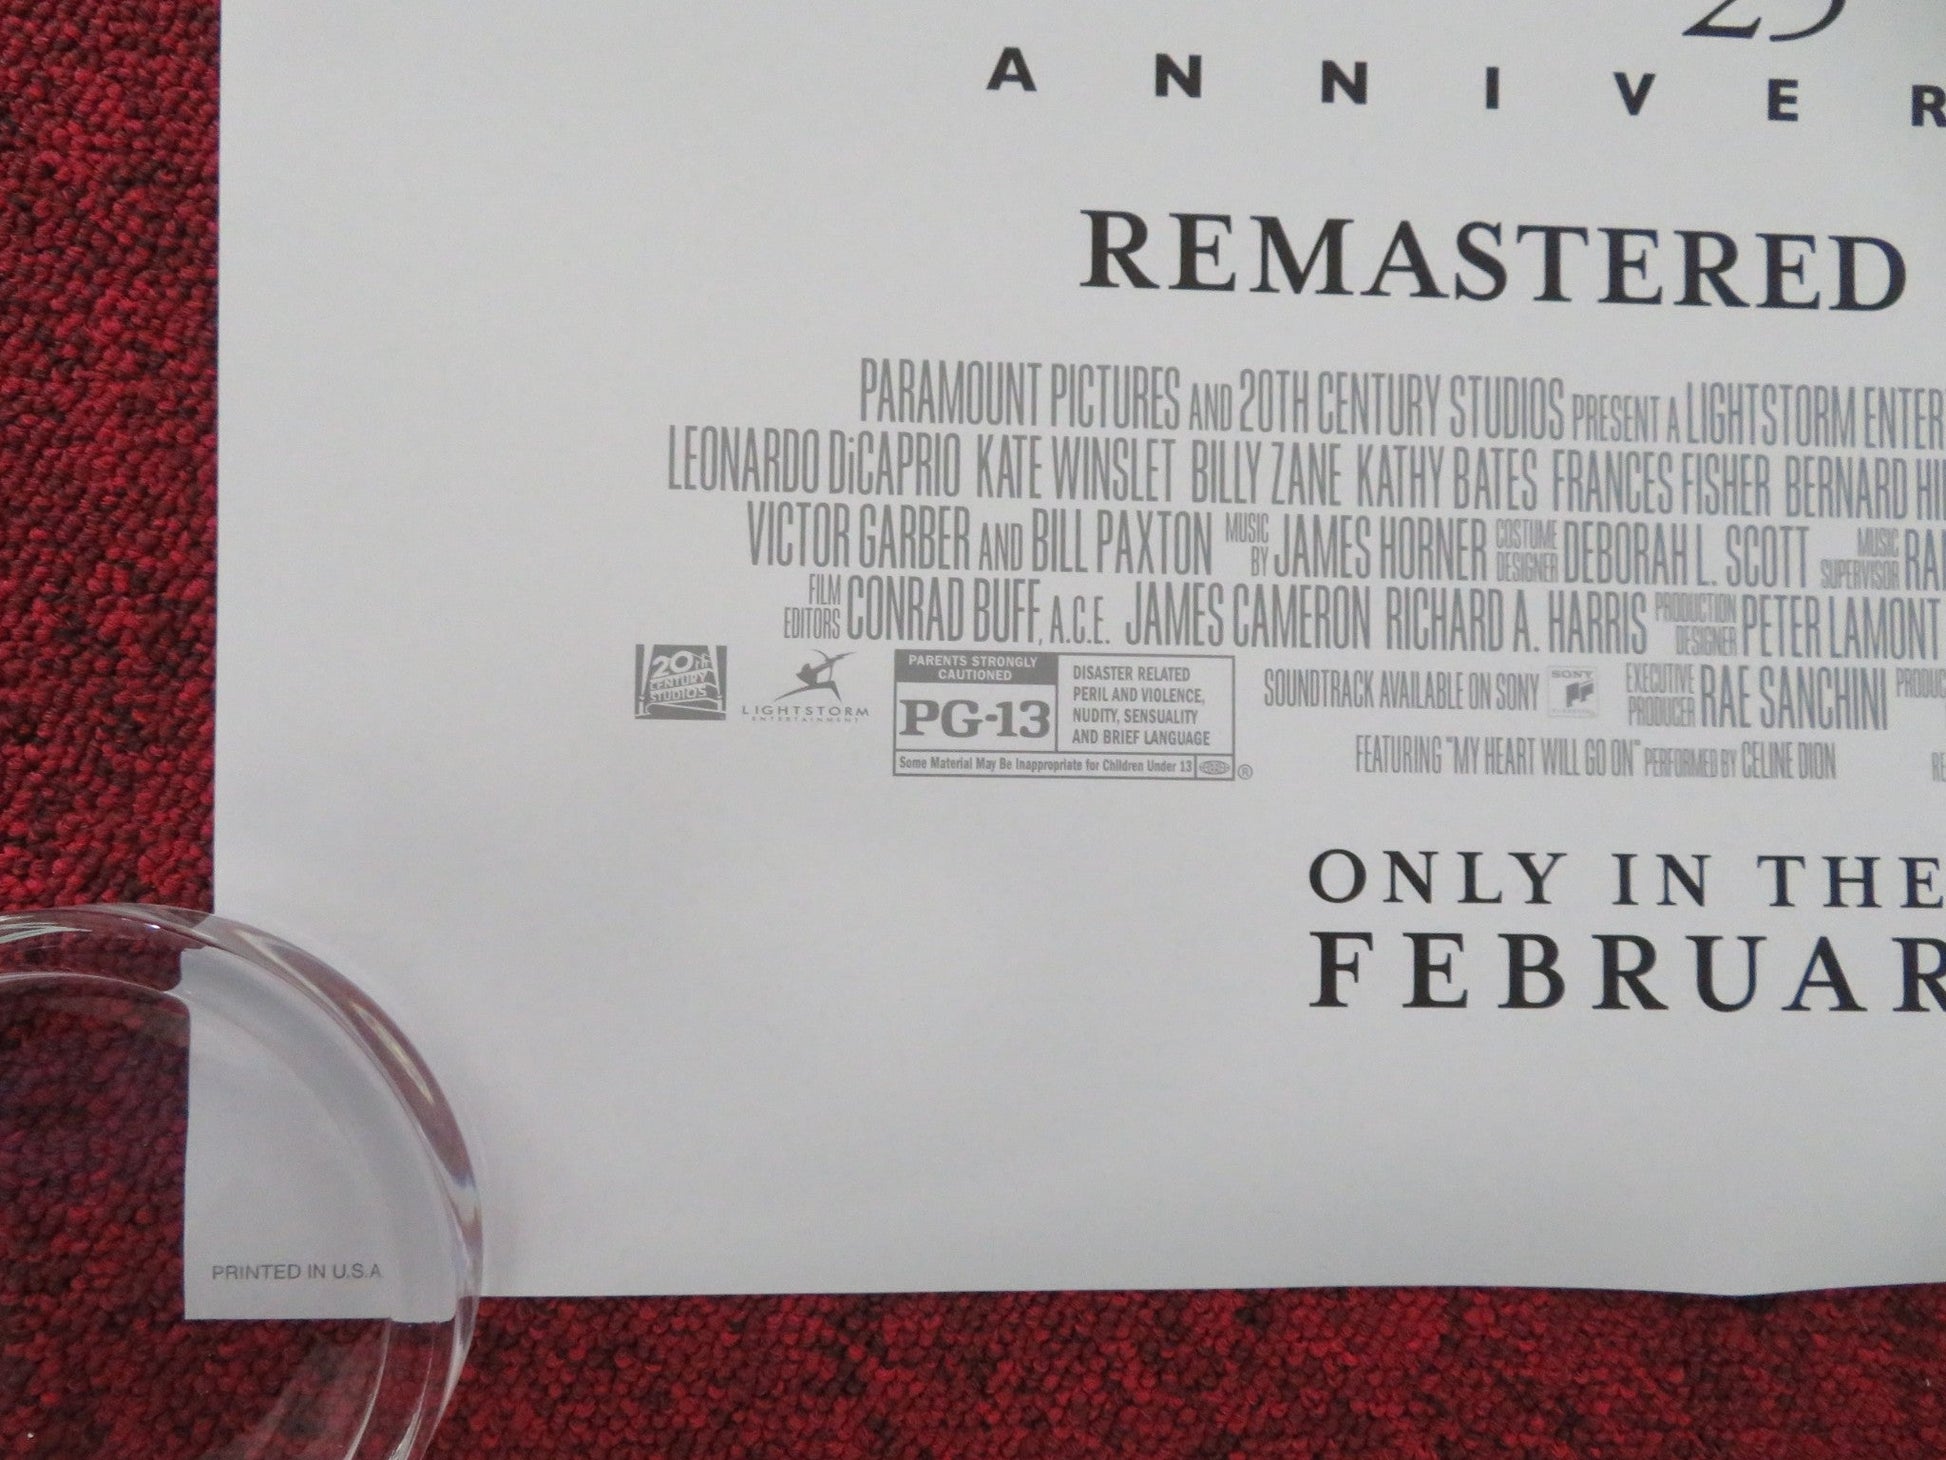 25
ANNIVER
REMASTERED
PARAMOUNT PICTURES AND 20TH CENTURY STUDIOS PRESENT A LIGHTSTORM ENTER
LEONARDO DiCAPRIO KATE WINSLET BILLY ZANE KATHY BATES FRANCES FISHER BERNARD HI
VICTOR GARBER AND BILL PAXTON MUSIC BY JAMES HORNER COSTUME DESIGNER DEBORAH L. SCOTT MUSIC SUPERVISOR RA
FILM EDITORS CONRAD BUFF, A.C.E. JAMES CAMERON RICHARD A. HARRIS PRODUCTION DESIGNER PETER LAMONT
20TH CENTURY STUDIOS
LIGHTSTORM
ENTERTAINMENT
PARENTS STRONGLY CAUTIONED
PG-13
DISASTER RELATED
PERIL AND VIOLENCE,
NUDITY, SENSUALITY
AND BRIEF LANGUAGE
Some Material May Be Inappropriate for Children Under 13
®
SOUNDTRACK AVAILABLE ON SONY SONY EXECUTIVE PRODUCER RAE SANCHINI PRODUC
FEATURING "MY HEART WILL GO ON" PERFORMED BY CELINE DION RE
ONLY IN THE
FEBRUAR
PRINTED IN U.S.A